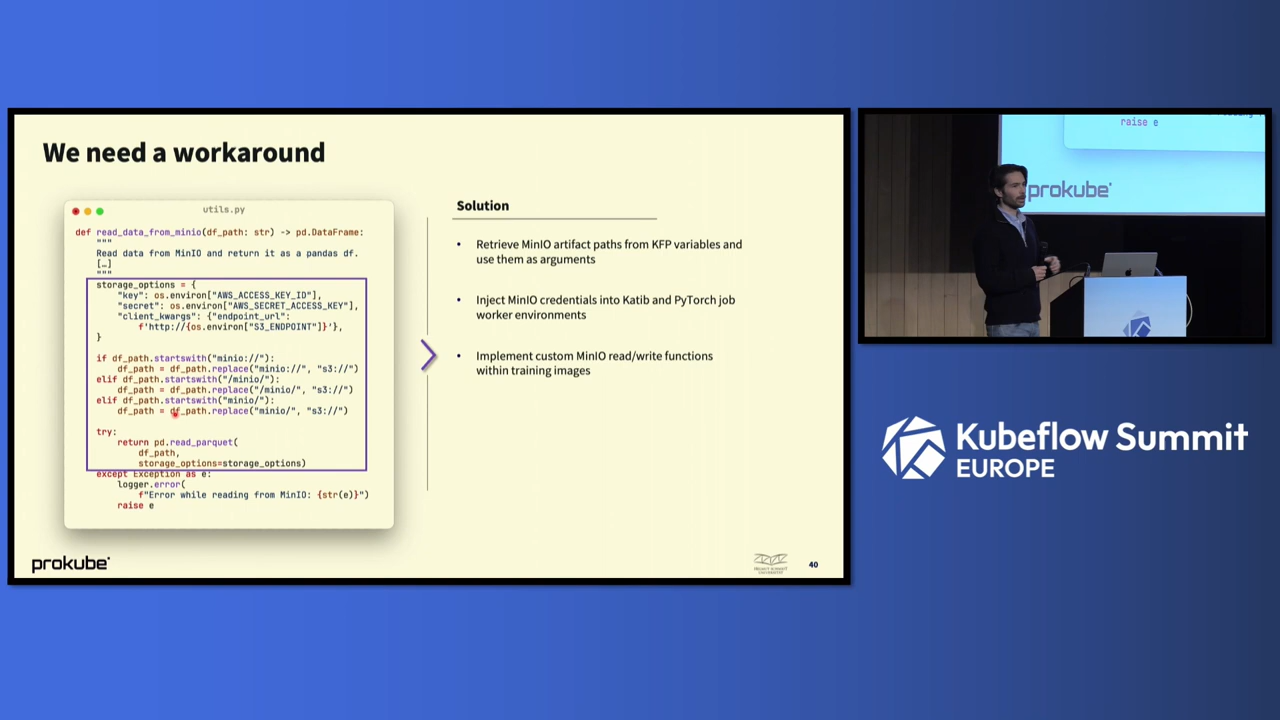 We need a workaround
utils.py
def read_data_from_minio(df_path: str) -> pd.DataFrame:
"""
Read data from MinIO and return it as a pandas df.
[…]
"""
storage_options = {
"key": os.environ["AWS_ACCESS_KEY_ID"],
"secret": os.environ["AWS_SECRET_ACCESS_KEY"],
"client_kwargs": {"endpoint_url":
f'http://{os.environ["S3_ENDPOINT"]}'},
}
if df_path.startswith("minio://"):
df_path = df_path.replace("minio://", "s3://")
elif df_path.startswith("/minio/"):
df_path = df_path.replace("/minio/", "s3://")
elif df_path.startswith("minio/"):
df_path = df_path.replace("minio/", "s3://")
try:
return pd.read_parquet(
df_path,
storage_options=storage_options)
except Exception as e:
logger.error(
f"Error while reading from MinIO: {str(e)}")
raise e
Solution
• Retrieve MinIO artifact paths from KFP variables and
use them as arguments
• Inject MinIO credentials into Katib and PyTorch job
worker environments
• Implement custom MinIO read/write functions
within training images
prokube
40
raise e
prokube
Kubeflow Summit
EUROPE